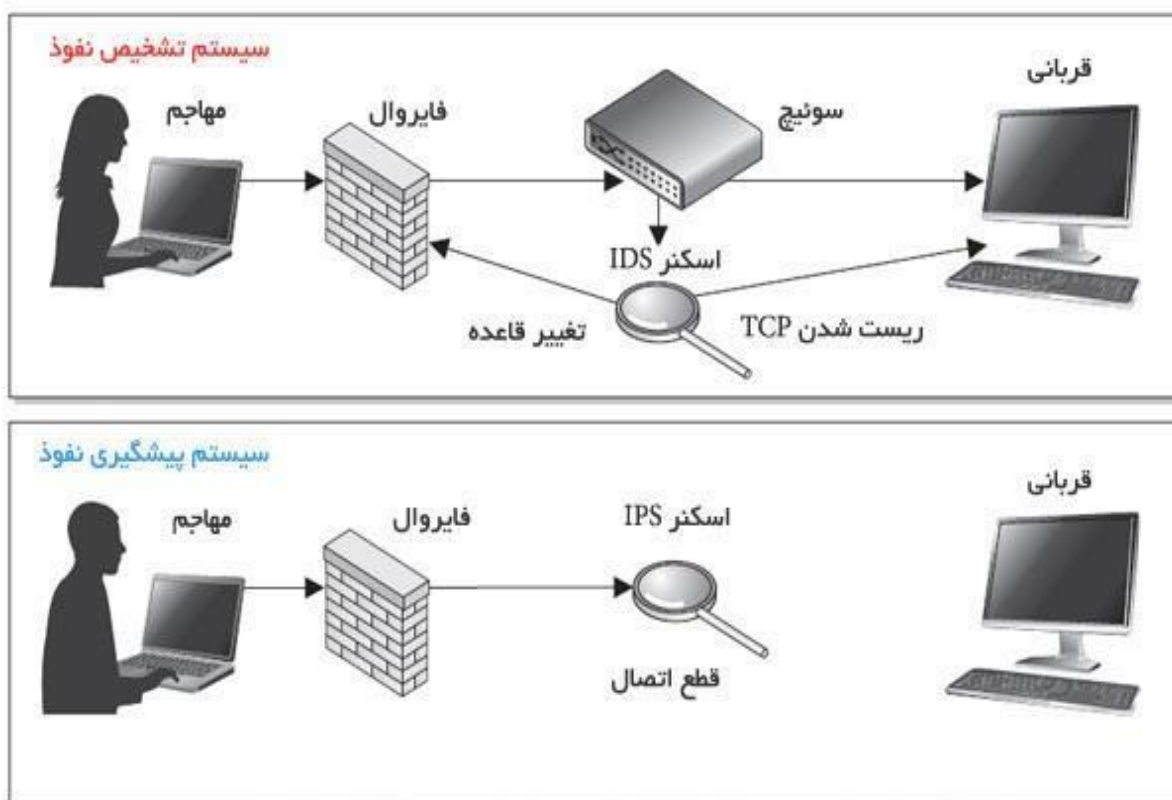 سیستم تشخیص نفوذ
مهاجم
فایروال
سوئیچ
قربانی
اسکنر IDS
تغییر قاعده
ریست شدن TCP
سیستم پیشگیری نفوذ
مهاجم
فایروال
اسکنر IPS
قربانی
قطع اتصال